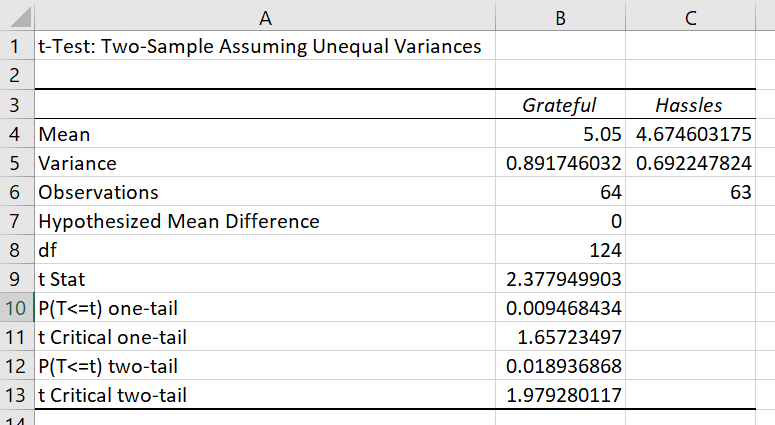 A B C
1 t-Test: Two-Sample Assuming Unequal Variances
2
3 Grateful Hassles
4 Mean 5.05 4.674603175
5 Variance 0.891746032 0.692247824
6 Observations 64 63
7 Hypothesized Mean Difference 0
8 df 124
9 t Stat 2.377949903
10 P(T<=t) one-tail 0.009468434
11 t Critical one-tail 1.65723497
12 P(T<=t) two-tail 0.018936868
13 t Critical two-tail 1.979280117
14